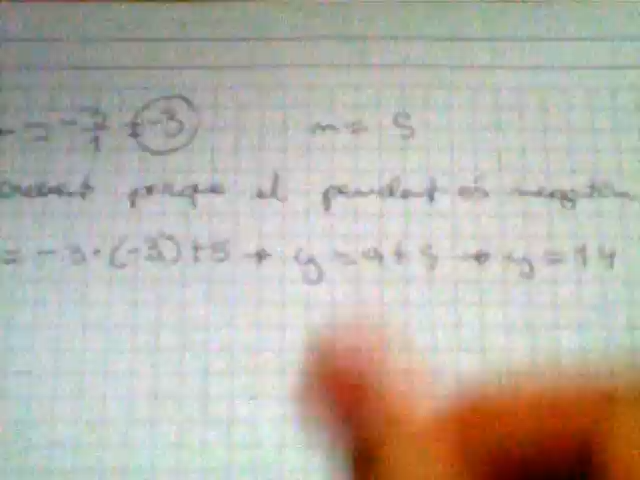 = -3/1 = -3 m = 5
porque el pendent és negatiu
= -3·(-3)+5 → y = 9+5 → y = 14